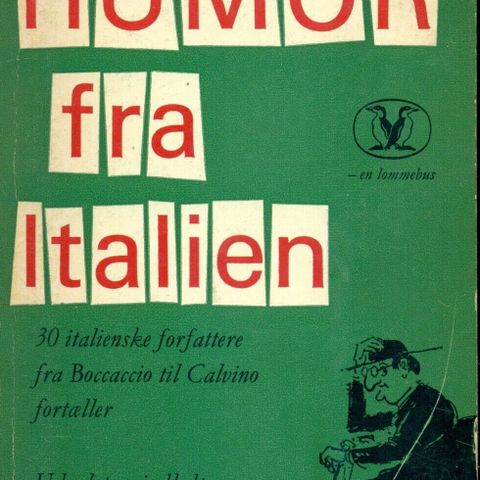 HUMOR
fra
– en lommebus
Italien
30 italienske forfattere
fra Boccaccio til Calvino
fortæller